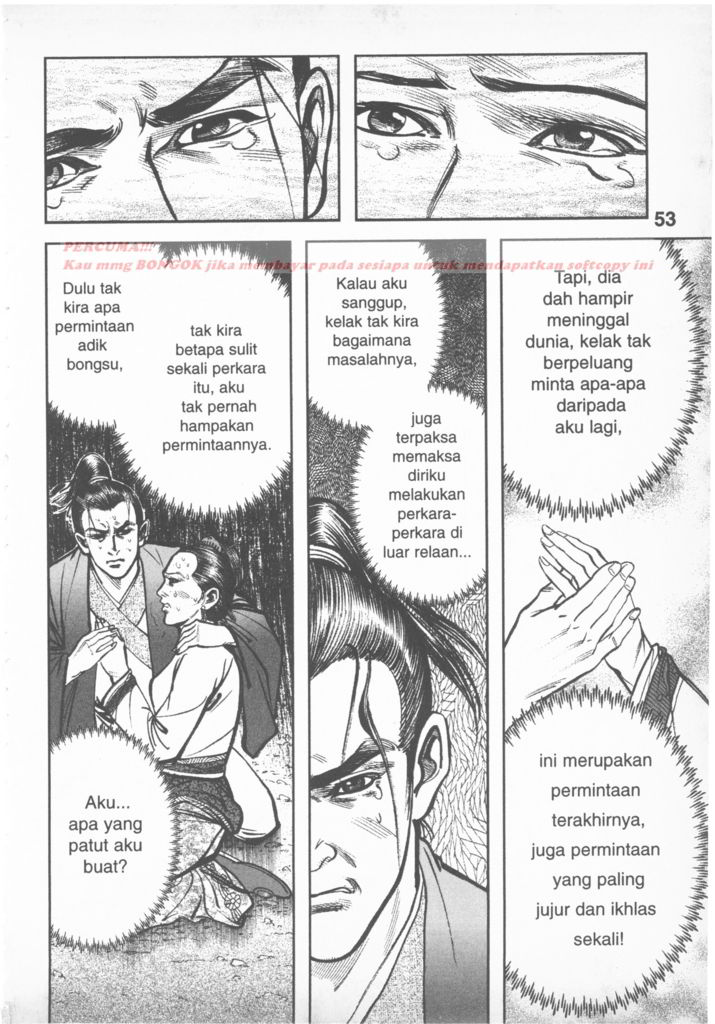 53
PERCUMA!!!
Kau mmg BONGOK jika membayar pada sesiapa untuk mendapatkan softcopy ini
Tapi, dia
dah hampir
meninggal
dunia, kelak tak
berpeluang
minta apa-apa
daripada
aku lagi,
ini merupakan
permintaan
terakhirnya,
juga permintaan
yang paling
jujur dan ikhlas
sekali!
Kalau aku
sanggup,
kelak tak kira
bagaimana
masalahnya,
juga
terpaksa
memaksa
diriku
melakukan
perkara-
perkara di
luar relaan...
Dulu tak
kira apa
permintaan
adik
bongsu,
tak kira
betapa sulit
sekali perkara
itu, aku
tak pernah
hampakan
permintaannya.
Aku...
apa yang
patut aku
buat?